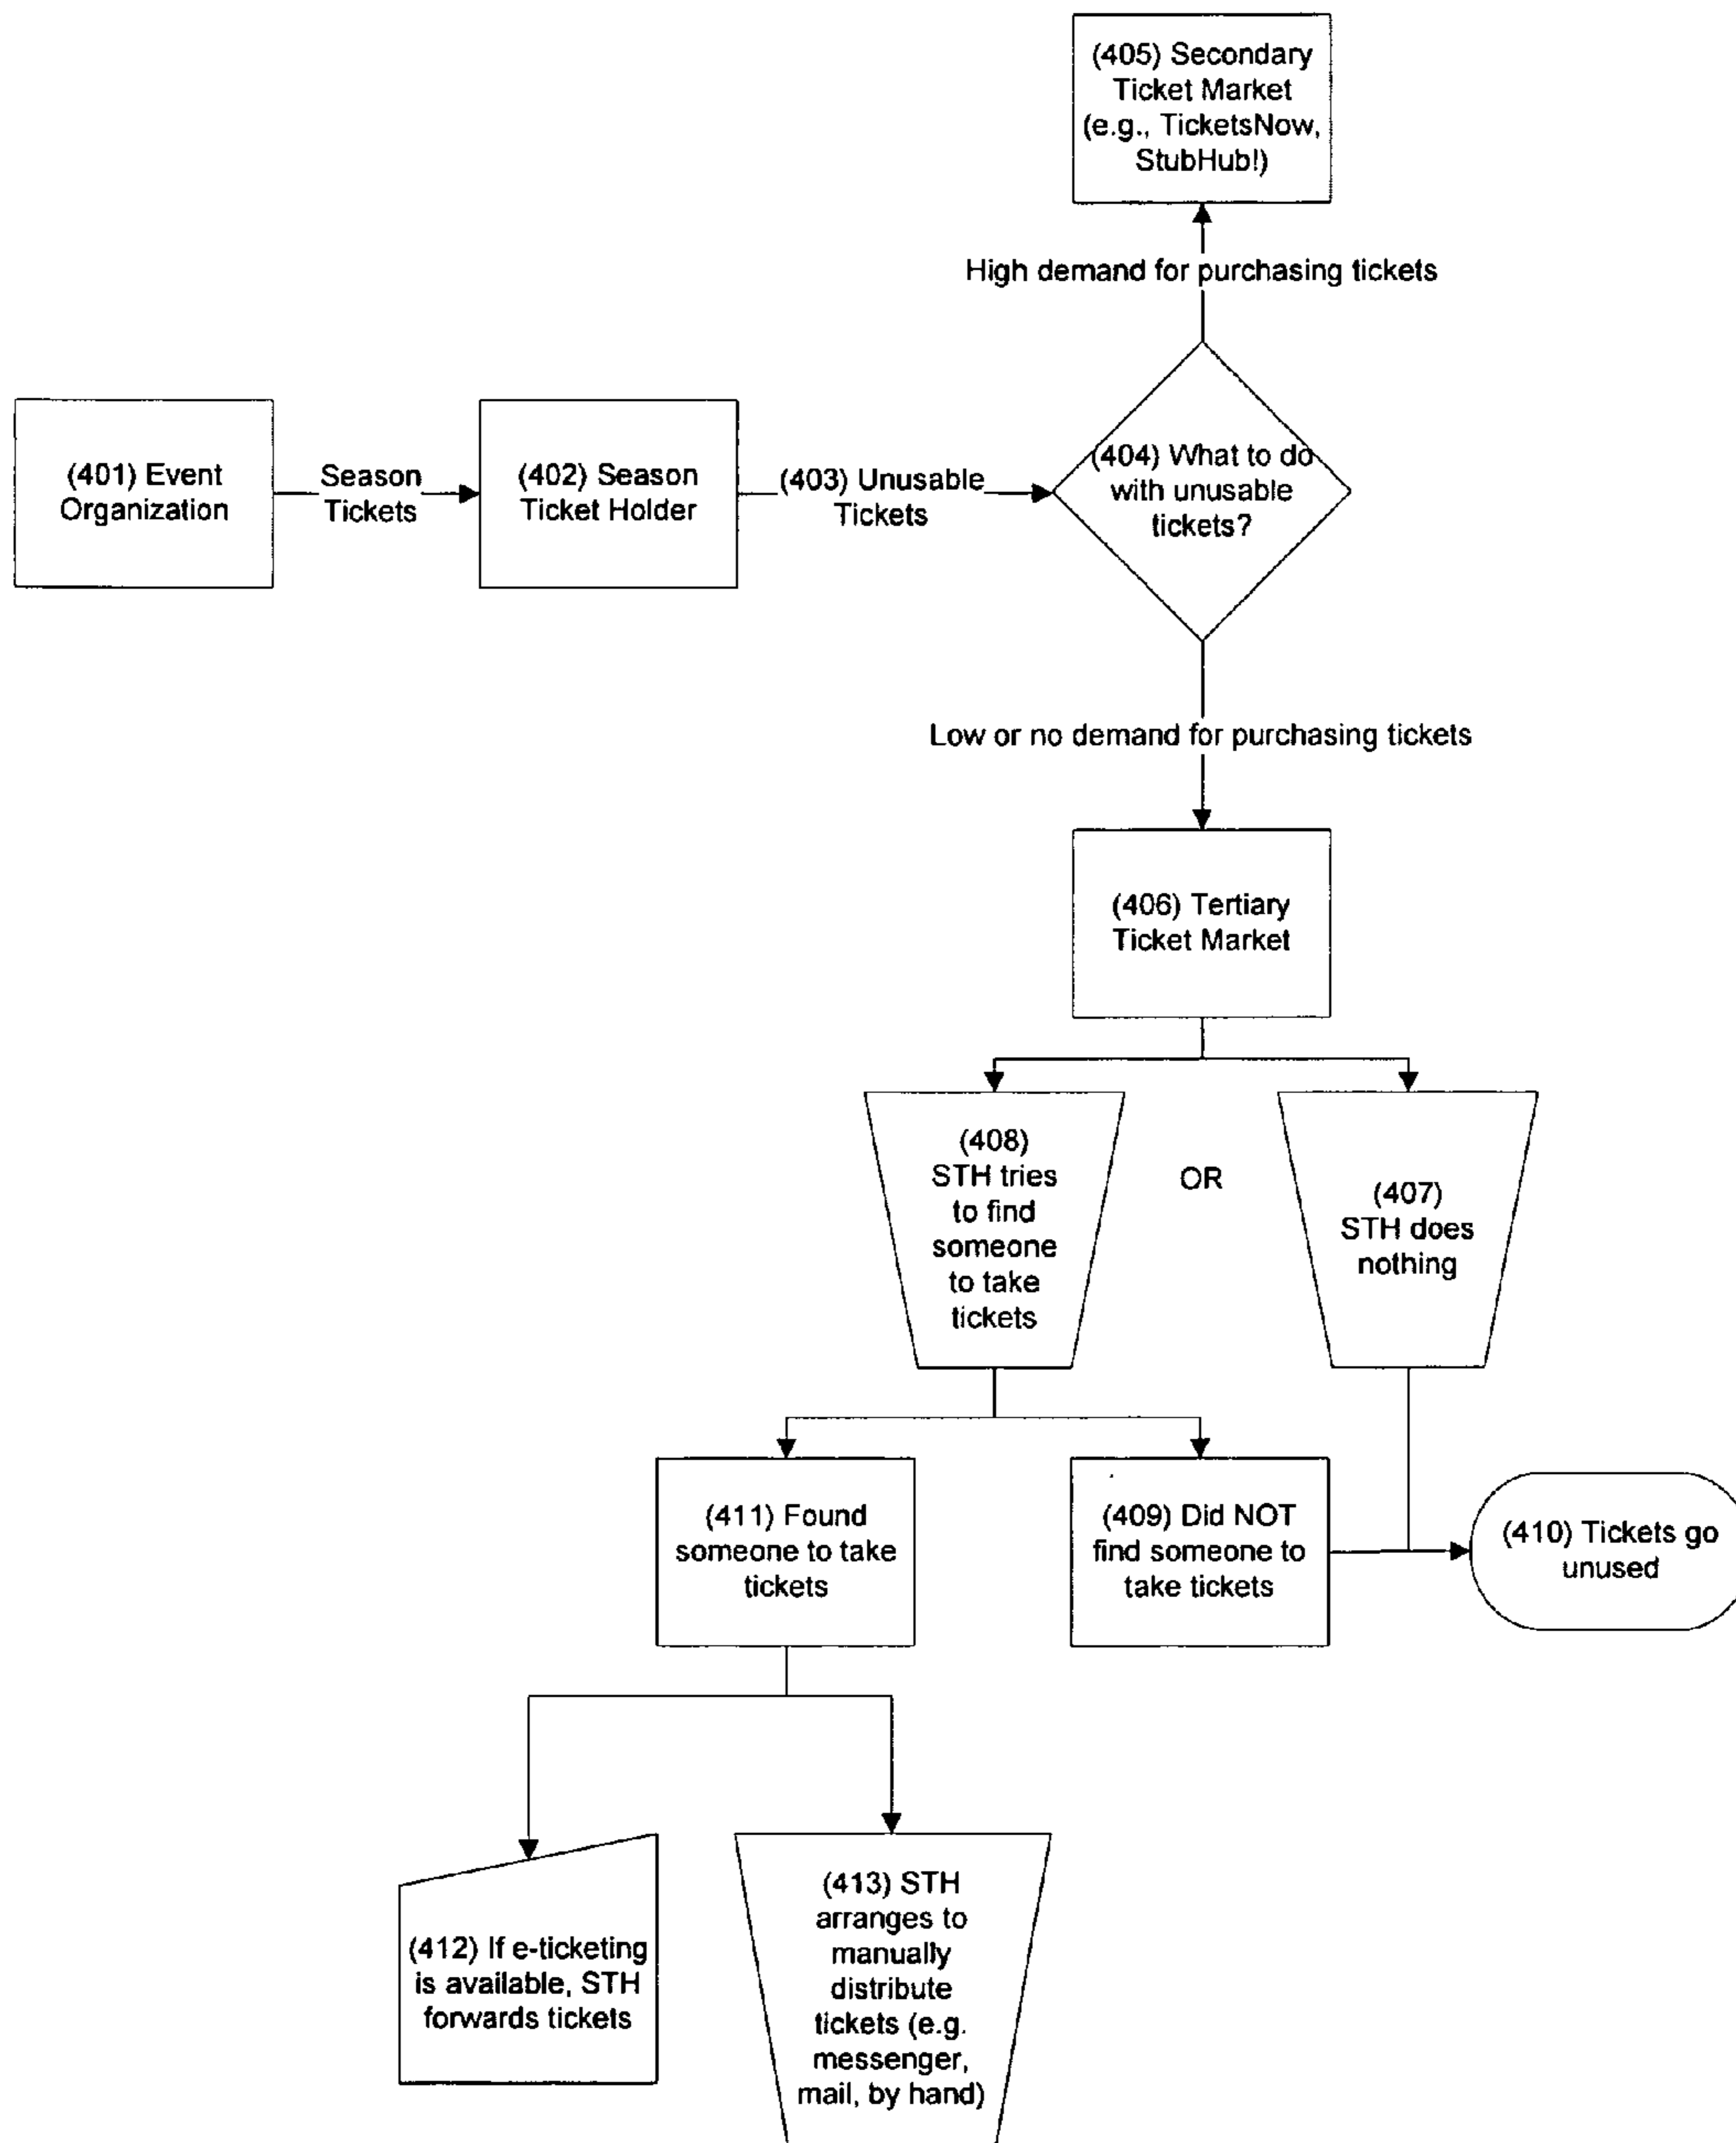 (405) Secondary
Ticket Market
(e.g., TicketsNow,
StubHub!)
High demand for purchasing tickets
(401) Event
Organization
Season
Tickets
(402) Season
Ticket Holder
(403) Unusable
Tickets
(404) What to do
with unusable
tickets?
Low or no demand for purchasing tickets
(406) Tertiary
Ticket Market
(408)
STH tries
to find
someone
to take
tickets
OR
(407)
STH does
nothing
(411) Found
someone to take
tickets
(409) Did NOT
find someone to
take tickets
(410) Tickets go
unused
(412) If e-ticketing
is available, STH
forwards tickets
(413) STH
arranges to
manually
distribute
tickets (e.g.
messenger,
mail, by hand)